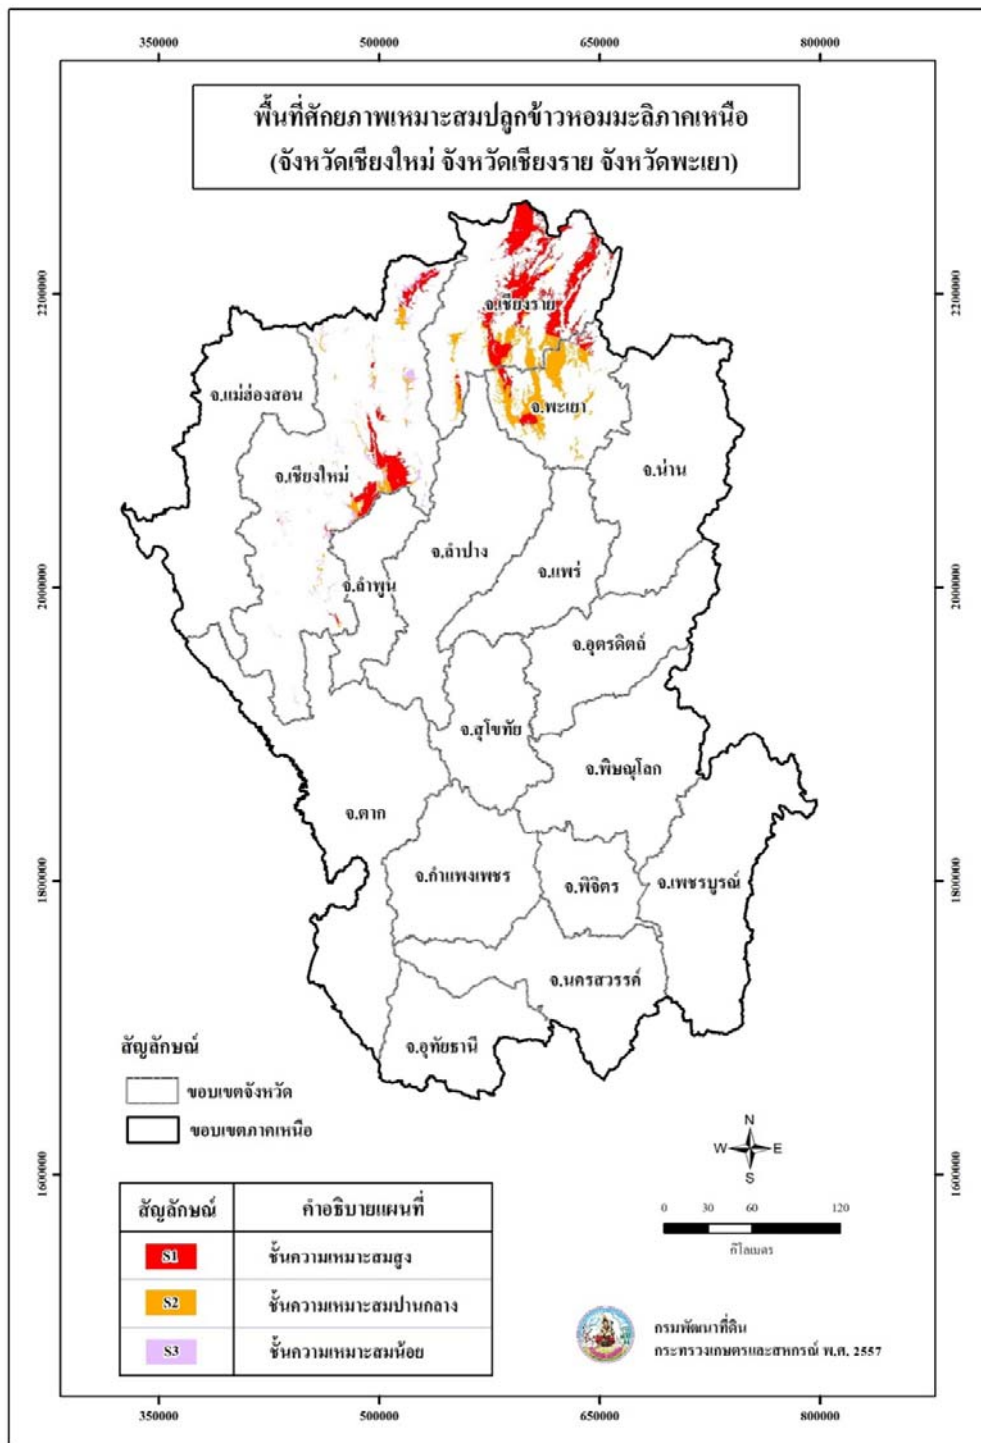 350000 500000 650000 800000
พื้นที่ศักยภาพเหมาะสมปลูกข้าวหอมมะลิภาคเหนือ
(จังหวัดเชียงใหม่ จังหวัดเชียงราย จังหวัดพะเยา)
2200000 2200000
จ.เชียงราย
จ.แม่ฮ่องสอน
จ.พะเยา
จ.เชียงใหม่
จ.น่าน
จ.ลำปาง
จ.แพร่
จ.ลำพูน
2000000 2000000
จ.อุตรดิตถ์
จ.สุโขทัย
จ.พิษณุโลก
จ.ตาก
จ.กำแพงเพชร
จ.พิจิตร
จ.เพชรบูรณ์
1800000 1800000
จ.นครสวรรค์
จ.อุทัยธานี
สัญลักษณ์
ขอบเขตจังหวัด
ขอบเขตภาคเหนือ
N
W E
S
1600000 1600000
สัญลักษณ์ คำอธิบายแผนที่
S1 ชั้นความเหมาะสมสูง
S2 ชั้นความเหมาะสมปานกลาง
S3 ชั้นความเหมาะสมน้อย
0 30 60 120
กิโลเมตร
กรมพัฒนาที่ดิน
กระทรวงเกษตรและสหกรณ์ พ.ศ. 2557
350000 500000 650000 800000